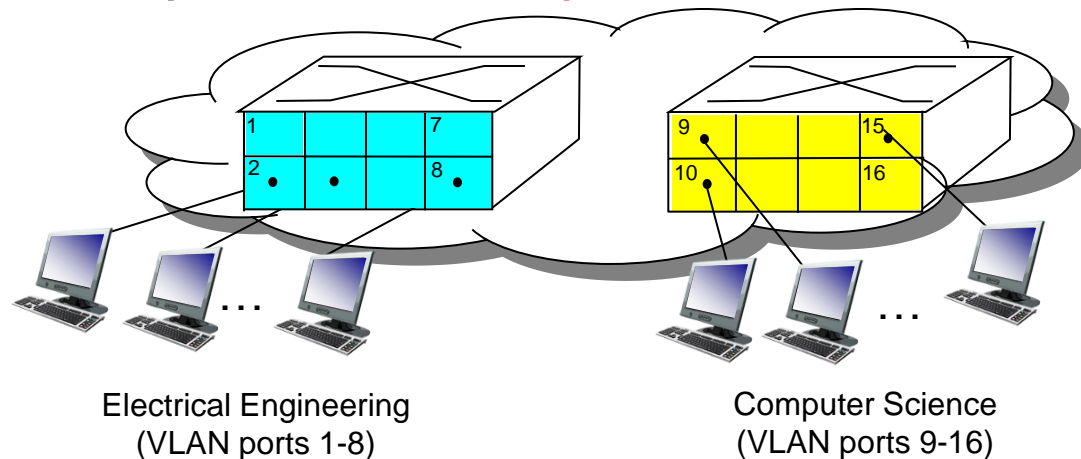 1 7
2 8
9 15
10 16
... ...
Electrical Engineering
(VLAN ports 1-8)
Computer Science
(VLAN ports 9-16)